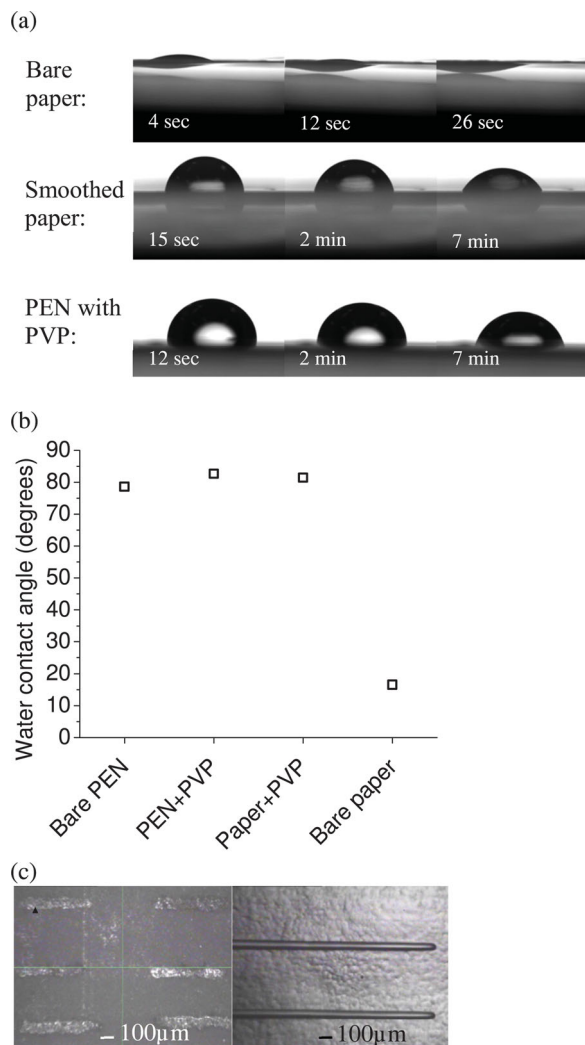 (a)
Bare
paper:
4 sec
12 sec
26 sec
Smoothed
paper:
15 sec
2 min
7 min
PEN with
PVP:
12 sec
2 min
7 min
(b)
90
80
70
60
50
40
30
20
10
0
Water contact angle (degrees)
Bare PEN
PEN+PVP
Paper+PVP
Bare paper
(c)
100µm
100µm